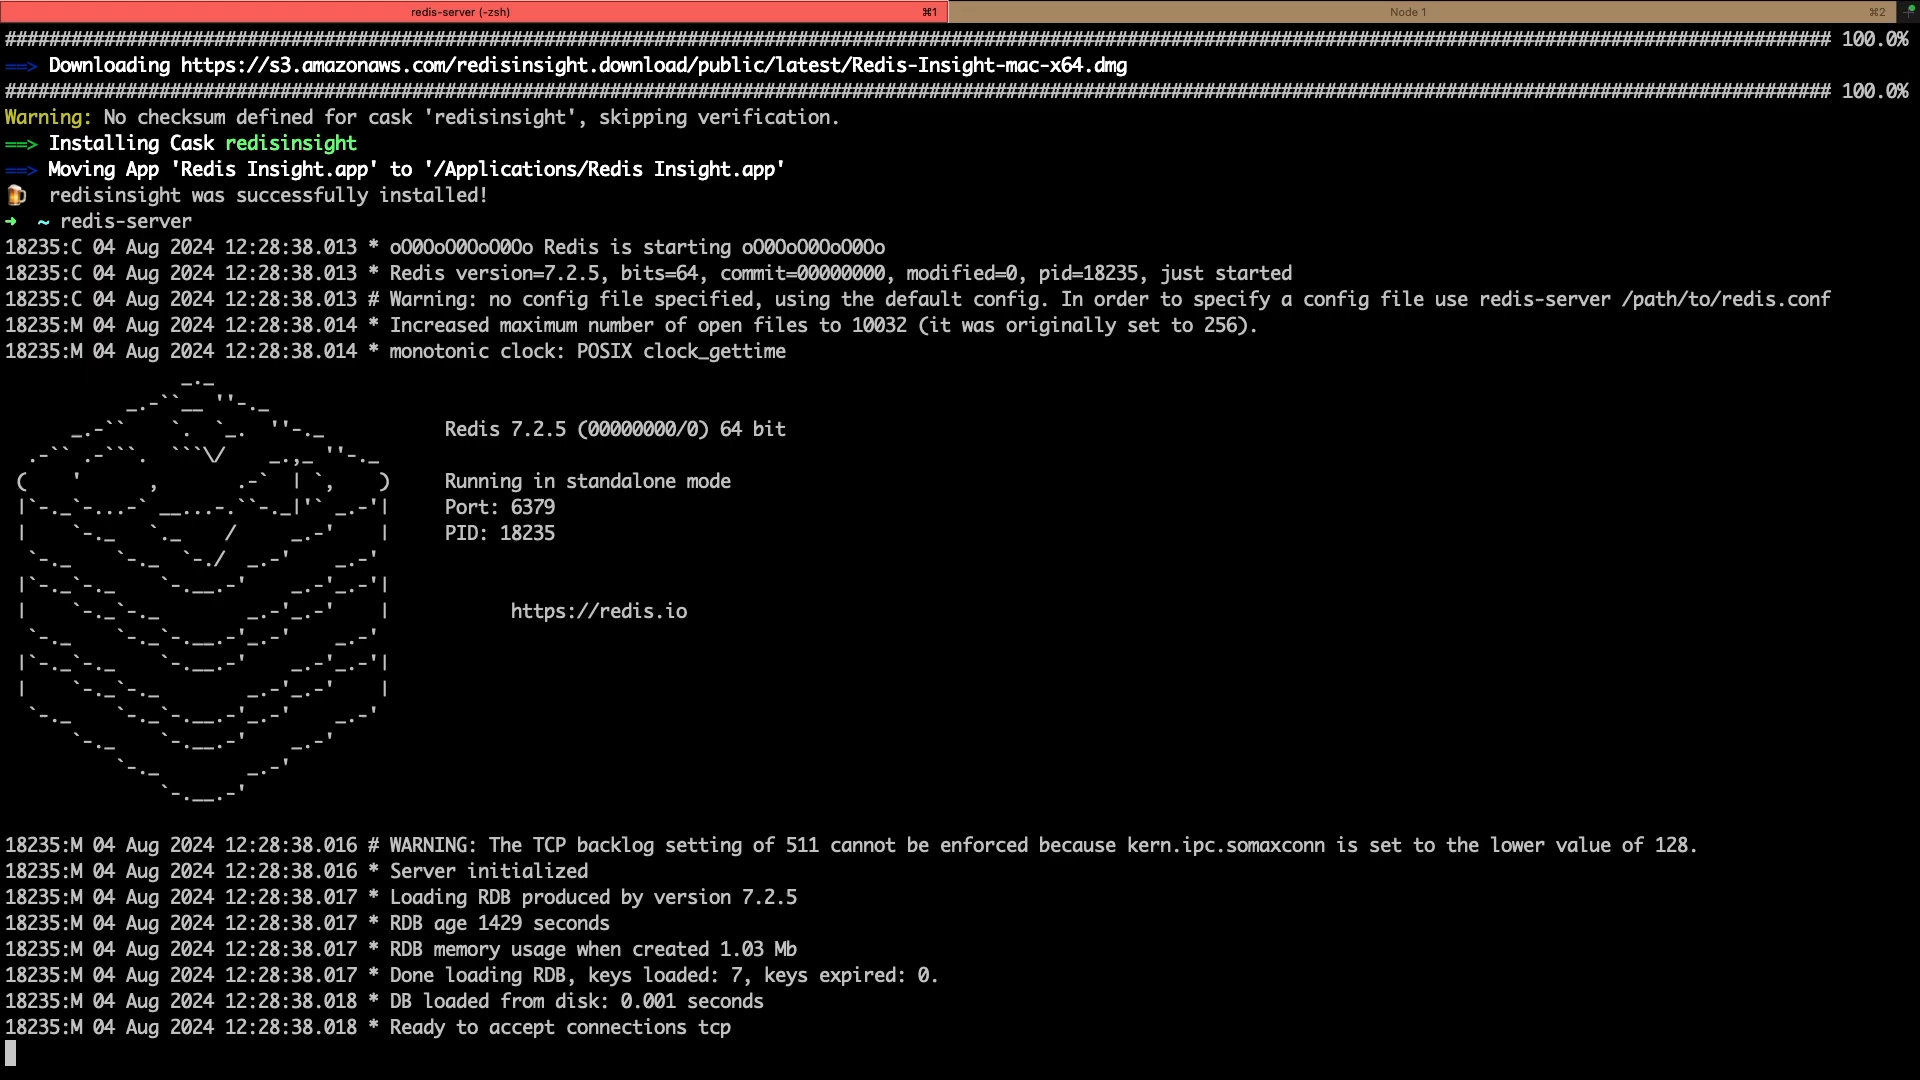 redis-server (-zsh) ⌘1 Node 1 ⌘2
######################################################################################################################################################################## 100.0%
==> Downloading https://s3.amazonaws.com/redisinsight.download/public/latest/Redis-Insight-mac-x64.dmg
######################################################################################################################################################################## 100.0%
Warning: No checksum defined for cask 'redisinsight', skipping verification.
==> Installing Cask redisinsight
==> Moving App 'Redis Insight.app' to '/Applications/Redis Insight.app'
🍺  redisinsight was successfully installed!
➜  ~ redis-server
18235:C 04 Aug 2024 12:28:38.013 * oO0OoO0OoO0Oo Redis is starting oO0OoO0OoO0Oo
18235:C 04 Aug 2024 12:28:38.013 * Redis version=7.2.5, bits=64, commit=00000000, modified=0, pid=18235, just started
18235:C 04 Aug 2024 12:28:38.013 # Warning: no config file specified, using the default config. In order to specify a config file use redis-server /path/to/redis.conf
18235:M 04 Aug 2024 12:28:38.014 * Increased maximum number of open files to 10032 (it was originally set to 256).
18235:M 04 Aug 2024 12:28:38.014 * monotonic clock: POSIX clock_gettime
Redis 7.2.5 (00000000/0) 64 bit
Running in standalone mode
Port: 6379
PID: 18235
https://redis.io
18235:M 04 Aug 2024 12:28:38.016 # WARNING: The TCP backlog setting of 511 cannot be enforced because kern.ipc.somaxconn is set to the lower value of 128.
18235:M 04 Aug 2024 12:28:38.016 * Server initialized
18235:M 04 Aug 2024 12:28:38.017 * Loading RDB produced by version 7.2.5
18235:M 04 Aug 2024 12:28:38.017 * RDB age 1429 seconds
18235:M 04 Aug 2024 12:28:38.017 * RDB memory usage when created 1.03 Mb
18235:M 04 Aug 2024 12:28:38.017 * Done loading RDB, keys loaded: 7, keys expired: 0.
18235:M 04 Aug 2024 12:28:38.018 * DB loaded from disk: 0.001 seconds
18235:M 04 Aug 2024 12:28:38.018 * Ready to accept connections tcp